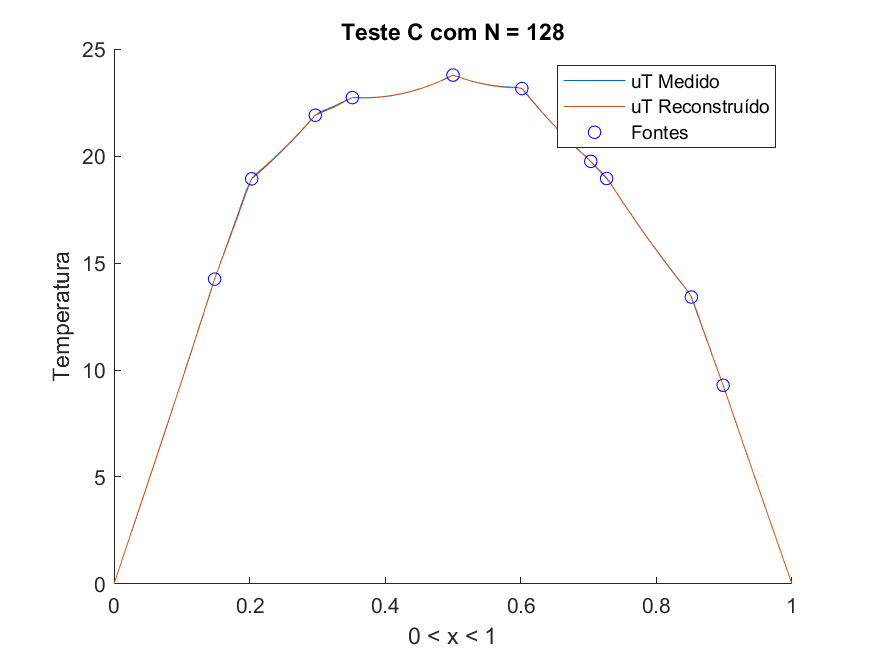 Teste C com N = 128
25
20
15
10
5
0
Temperatura
uT Medido
uT Reconstruído
Fontes
0 0.2 0.4 0.6 0.8 1
0 < x < 1